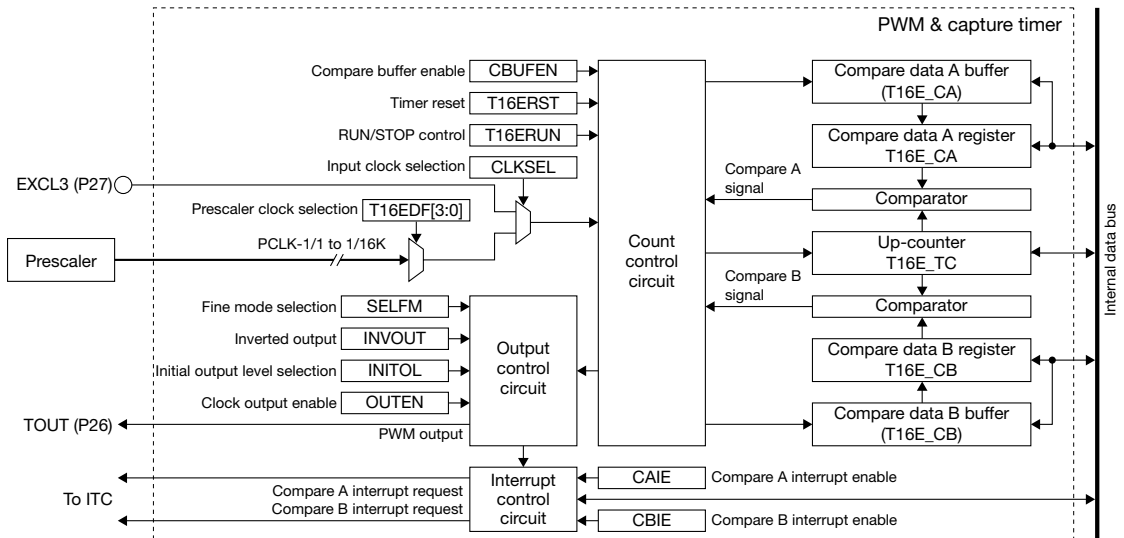 PWM & capture timer
Compare buffer enable
CBUFEN
Timer reset
T16ERST
RUN/STOP control
T16ERUN
Input clock selection
CLKSEL
EXCL3 (P27)
Prescaler clock selection
T16EDF[3:0]
Prescaler
PCLK-1/1 to 1/16K
Count
control
circuit
Compare data A buffer
(T16E_CA)
Compare data A register
T16E_CA
Compare A
signal
Comparator
Up-counter
T16E_TC
Compare B
signal
Comparator
Compare data B register
T16E_CB
Compare data B buffer
(T16E_CB)
Internal data bus
Fine mode selection
SELFM
Inverted output
INVOUT
Initial output level selection
INITOL
Clock output enable
OUTEN
Output
control
circuit
TOUT (P26)
PWM output
To ITC
Compare A interrupt request
Compare B interrupt request
Interrupt
control
circuit
CAIE
Compare A interrupt enable
CBIE
Compare B interrupt enable